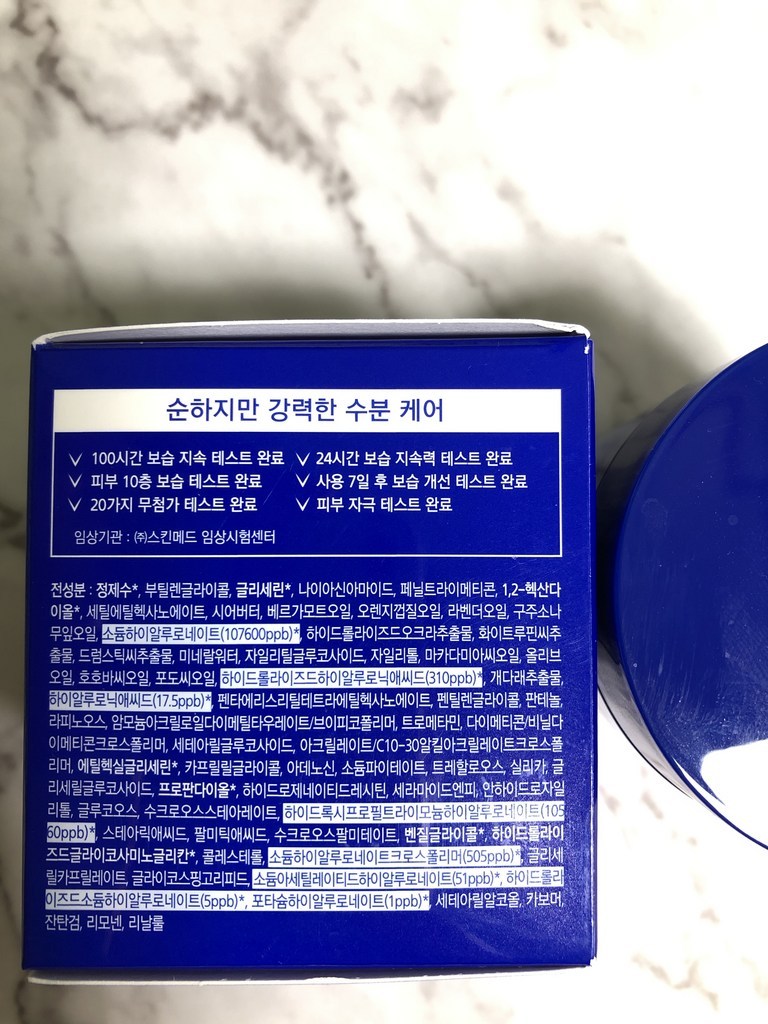 순하지만 강력한 수분 케어
100시간 보습 지속 테스트 완료
24시간 보습 지속력 테스트 완료
피부 10층 보습 테스트 완료
사용 7일 후 보습 개선 테스트 완료
20가지 무첨가 테스트 완료
피부 자극 테스트 완료
임상기관 : ㈜스킨메드 임상시험센터
전성분 : 정제수*, 부틸렌글라이콜, 글리세린*, 나이아신아마이드, 페닐트라이메티콘, 1,2-헥산다
이올*, 세틸에틸헥사노에이트, 시어버터, 베르가모트오일, 오렌지껍질오일, 라벤더오일, 구주소나
무잎오일, 소듐하이알루로네이트(107600ppb)*, 하이드롤라이즈드오크라추출물, 화이트루핀씨추
출물, 드럼스틱씨추출물, 미네랄워터, 자일리틸글루코사이드, 자일리톨, 마카다미아씨오일, 올리브
오일, 호호바씨오일, 포도씨오일, 하이드롤라이즈드하이알루로닉애씨드(310ppb)*, 개다래추출물,
하이알루로닉애씨드(17.5ppb)*, 펜타에리스리틸테트라에틸헥사노에이트, 펜틸렌글라이콜, 판테놀,
라피노오스, 암모늄아크릴로일다이메틸타우레이트/브이피코폴리머, 트로메타민, 다이메티콘/비닐다
이메티콘크로스폴리머, 세테아릴글루코사이드, 아크릴레이트/C10-30알킬아크릴레이트크로스폴
리머, 에틸헥실글리세린*, 카프릴릴글라이콜, 아데노신, 소듐파이테이트, 트레할로오스, 실리카, 글
리세릴글루코사이드, 프로판다이올*, 하이드로제네이티드레시틴, 세라마이드엔피, 안하이드로자일
리톨, 글루코오스, 수크로오스스테아레이트, 하이드록시프로필트라이모늄하이알루로네이트(105
60ppb)*, 스테아릭애씨드, 팔미틱애씨드, 수크로오스팔미테이트, 벤질글라이콜*, 하이드롤라이
즈드글라이코사미노글리칸*, 콜레스테롤, 소듐하이알루로네이트크로스폴리머(505ppb)*, 글리세
릴카프릴레이트, 글라이코스핑고리피드, 소듐아세틸레이티드하이알루로네이트(51ppb)*, 하이드롤라
이즈드소듐하이알루로네이트(5ppb)*, 포타슘하이알루로네이트(1ppb)*, 세테아릴알코올, 카보머,
잔탄검, 리모넨, 리날룰